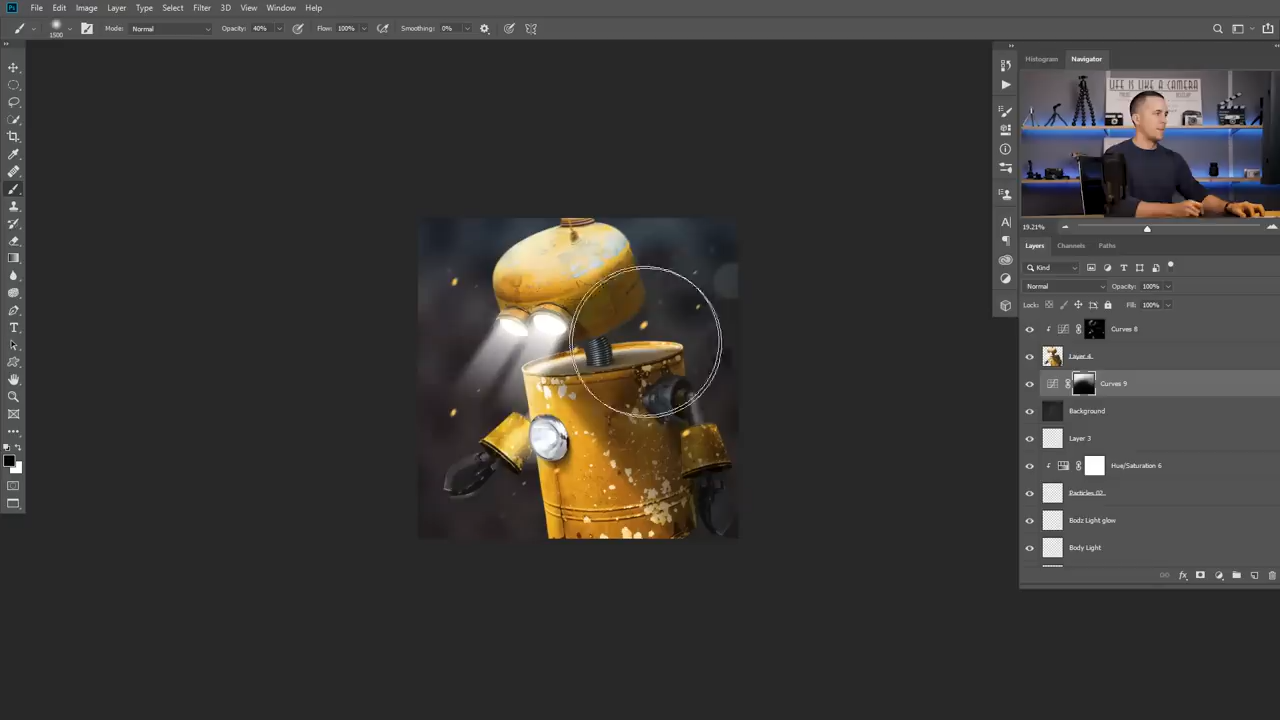 Ps File Edit Image Layer Type Select Filter 3D View Window Help
1500 Mode: Normal Opacity: 40% Flow: 100% Smoothing: 0%
Histogram Navigator
LIFE IS LIKE A CAMERA
19.21%
Layers Channels Paths
Kind
Normal Opacity: 100%
Lock: Fill: 100%
Curves 8
Layer 4
Curves 9
Background
Layer 3
Hue/Saturation 6
Particles 02
Bodz Light glow
Body Light